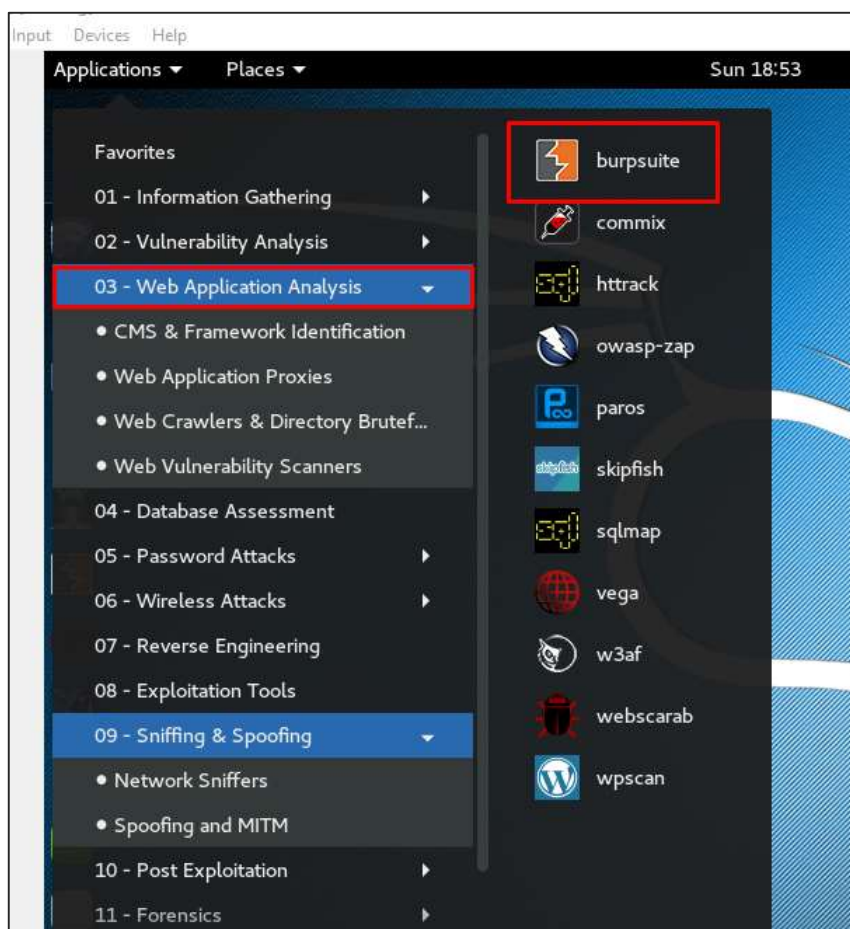 Input Devices Help
Applications Places Sun 18:53
Favorites
01 - Information Gathering
02 - Vulnerability Analysis
03 - Web Application Analysis
• CMS & Framework Identification
• Web Application Proxies
• Web Crawlers & Directory Brutef...
• Web Vulnerability Scanners
04 - Database Assessment
05 - Password Attacks
06 - Wireless Attacks
07 - Reverse Engineering
08 - Exploitation Tools
09 - Sniffing & Spoofing
• Network Sniffers
• Spoofing and MITM
10 - Post Exploitation
11 - Forensics
burpsuite
commix
httrack
owasp-zap
paros
skipfish
sqlmap
vega
w3af
webscarab
wpscan